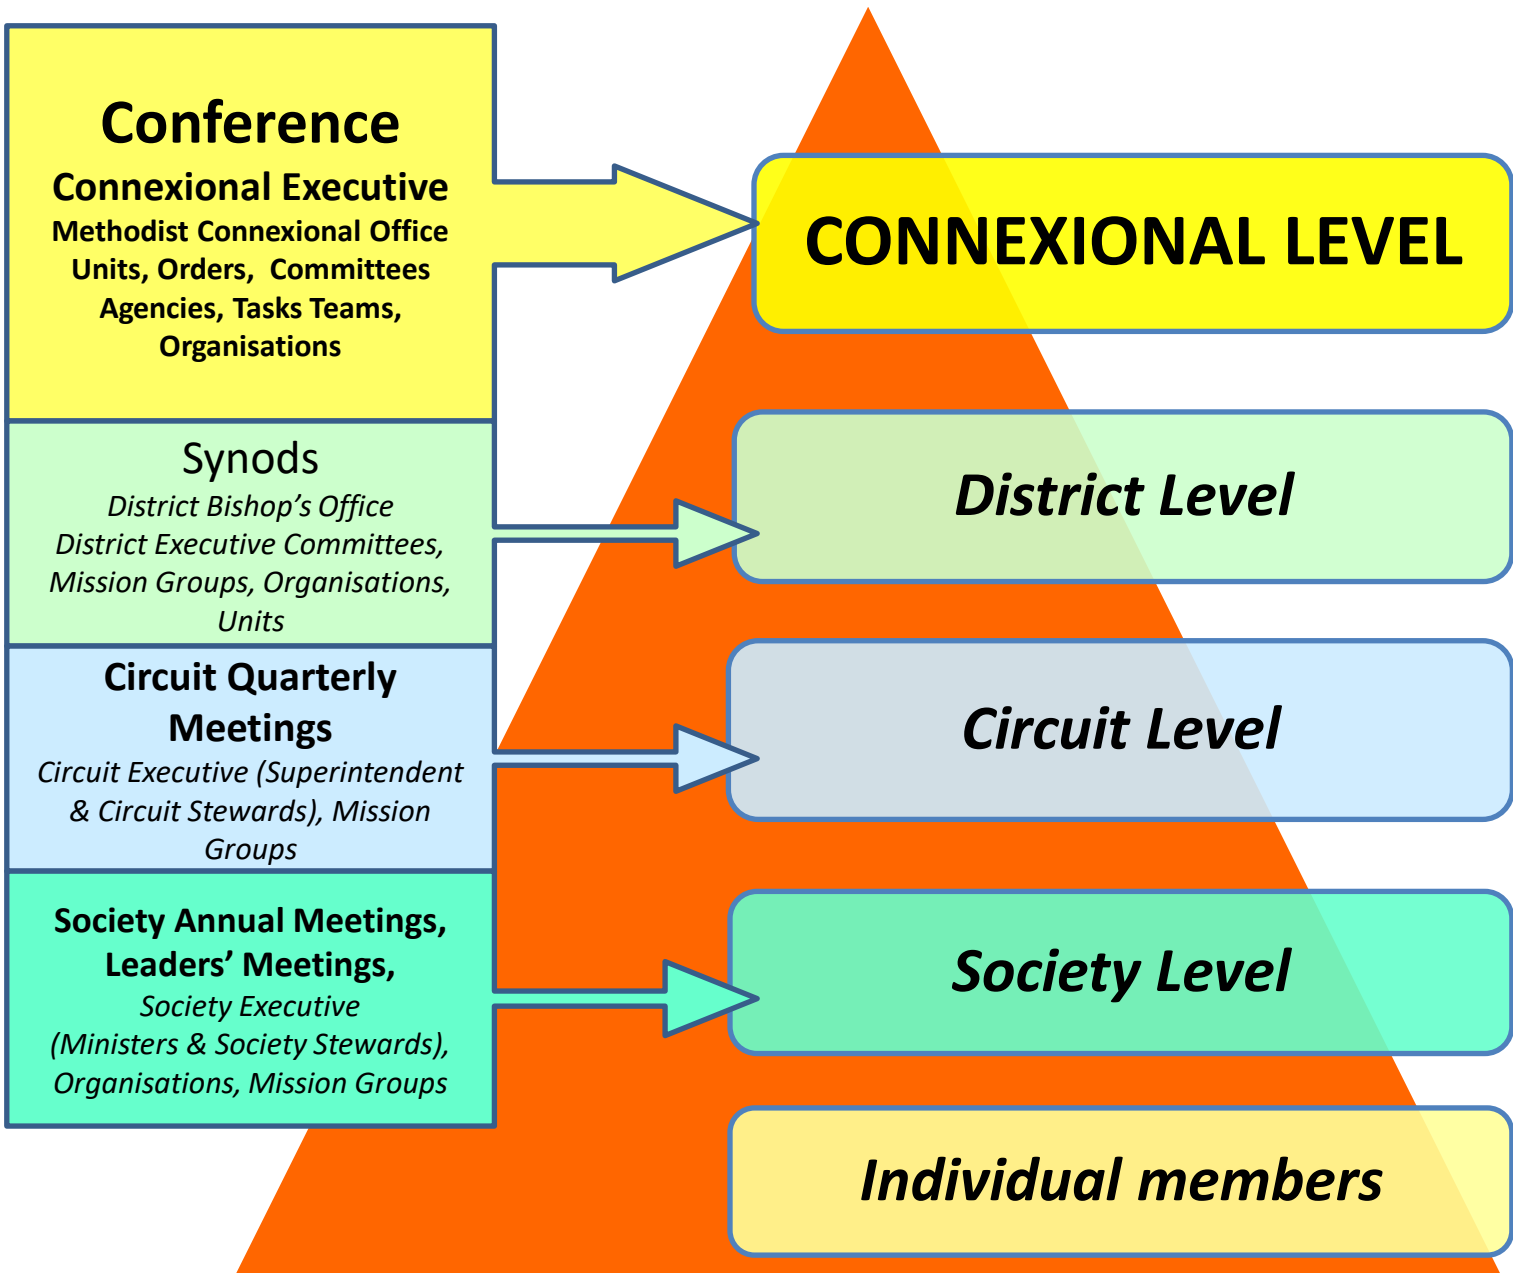 Conference
Connexional Executive
Methodist Connexional Office
Units, Orders, Committees
Agencies, Tasks Teams,
Organisations
CONNEXIONAL LEVEL
Synods
District Bishop’s Office
District Executive Committees,
Mission Groups, Organisations,
Units
District Level
Circuit Quarterly
Meetings
Circuit Executive (Superintendent
& Circuit Stewards), Mission
Groups
Circuit Level
Society Annual Meetings,
Leaders’ Meetings,
Society Executive
(Ministers & Society Stewards),
Organisations, Mission Groups
Society Level
Individual members